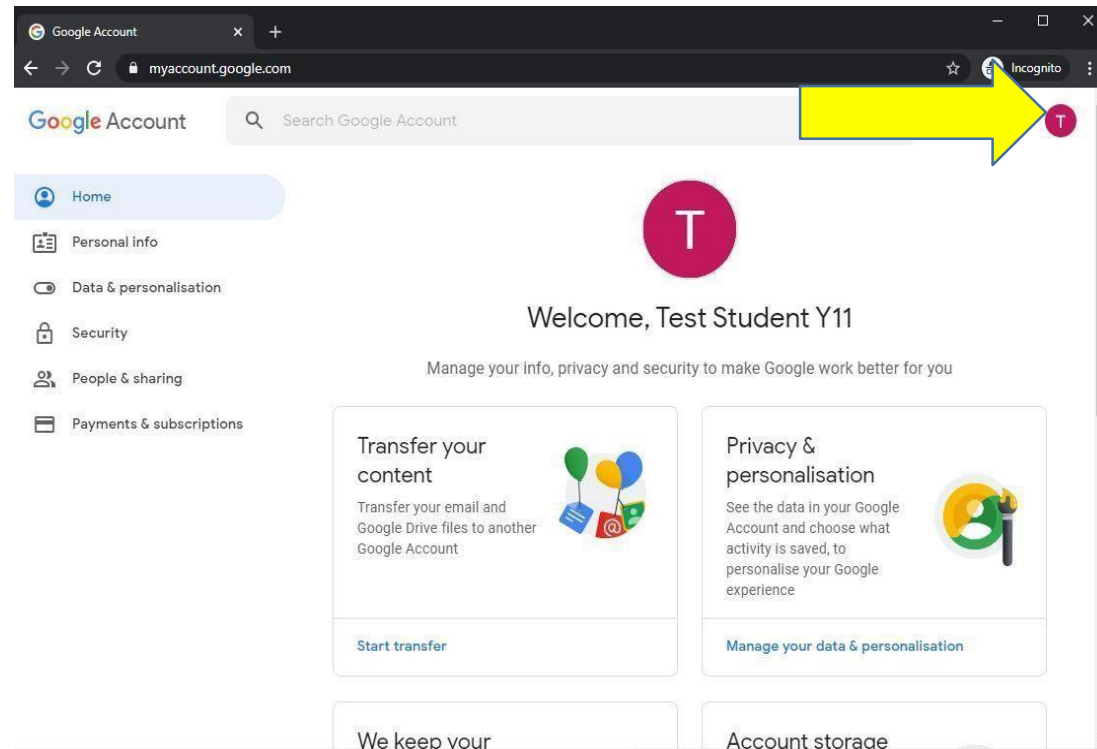 Google Account
myaccount.google.com
Incognito
Google Account
Search Google Account
T
Home
Personal info
Data & personalisation
Security
People & sharing
Payments & subscriptions
T
Welcome, Test Student Y11
Manage your info, privacy and security to make Google work better for you
Transfer your
content
Transfer your email and
Google Drive files to another
Google Account
Start transfer
Privacy &
personalisation
See the data in your Google
Account and choose what
activity is saved, to
personalise your Google
experience
Manage your data & personalisation
We keep your
Account storage